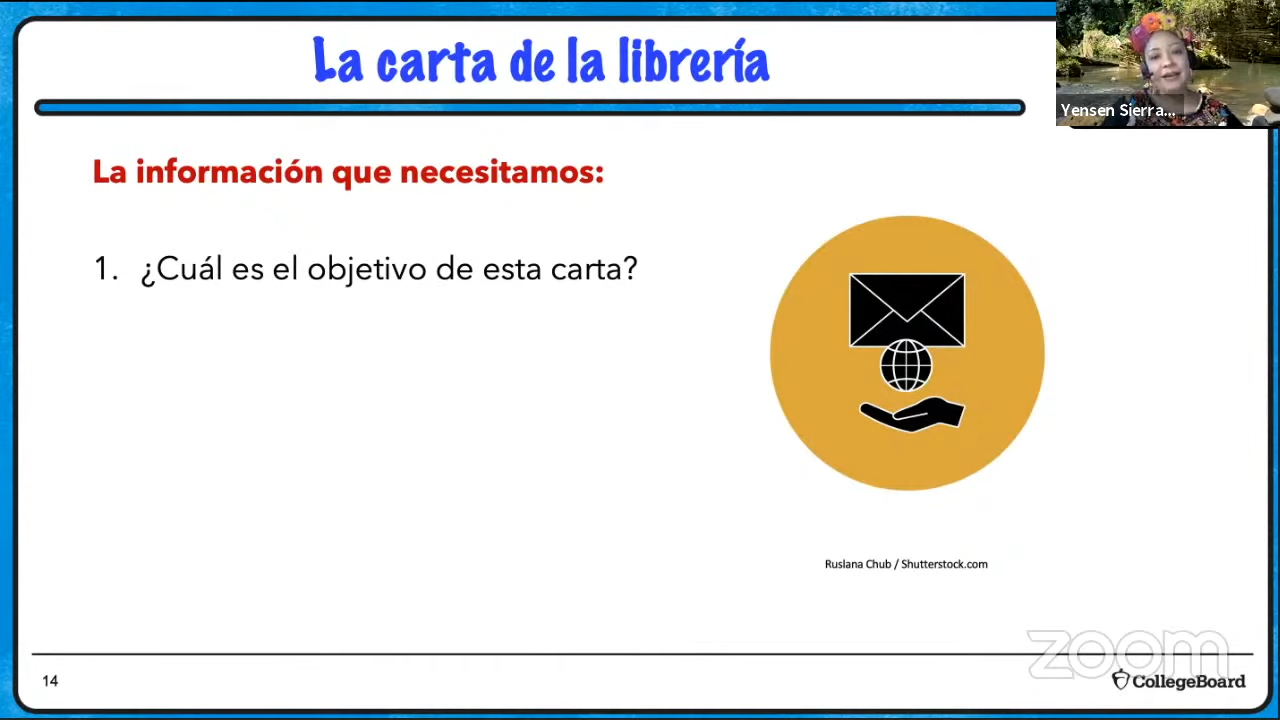 La carta de la librería
Yensen Sierra...
La información que necesitamos:
1. ¿Cuál es el objetivo de esta carta?
Ruslana Chub / Shutterstock.com
zoom
14
CollegeBoard